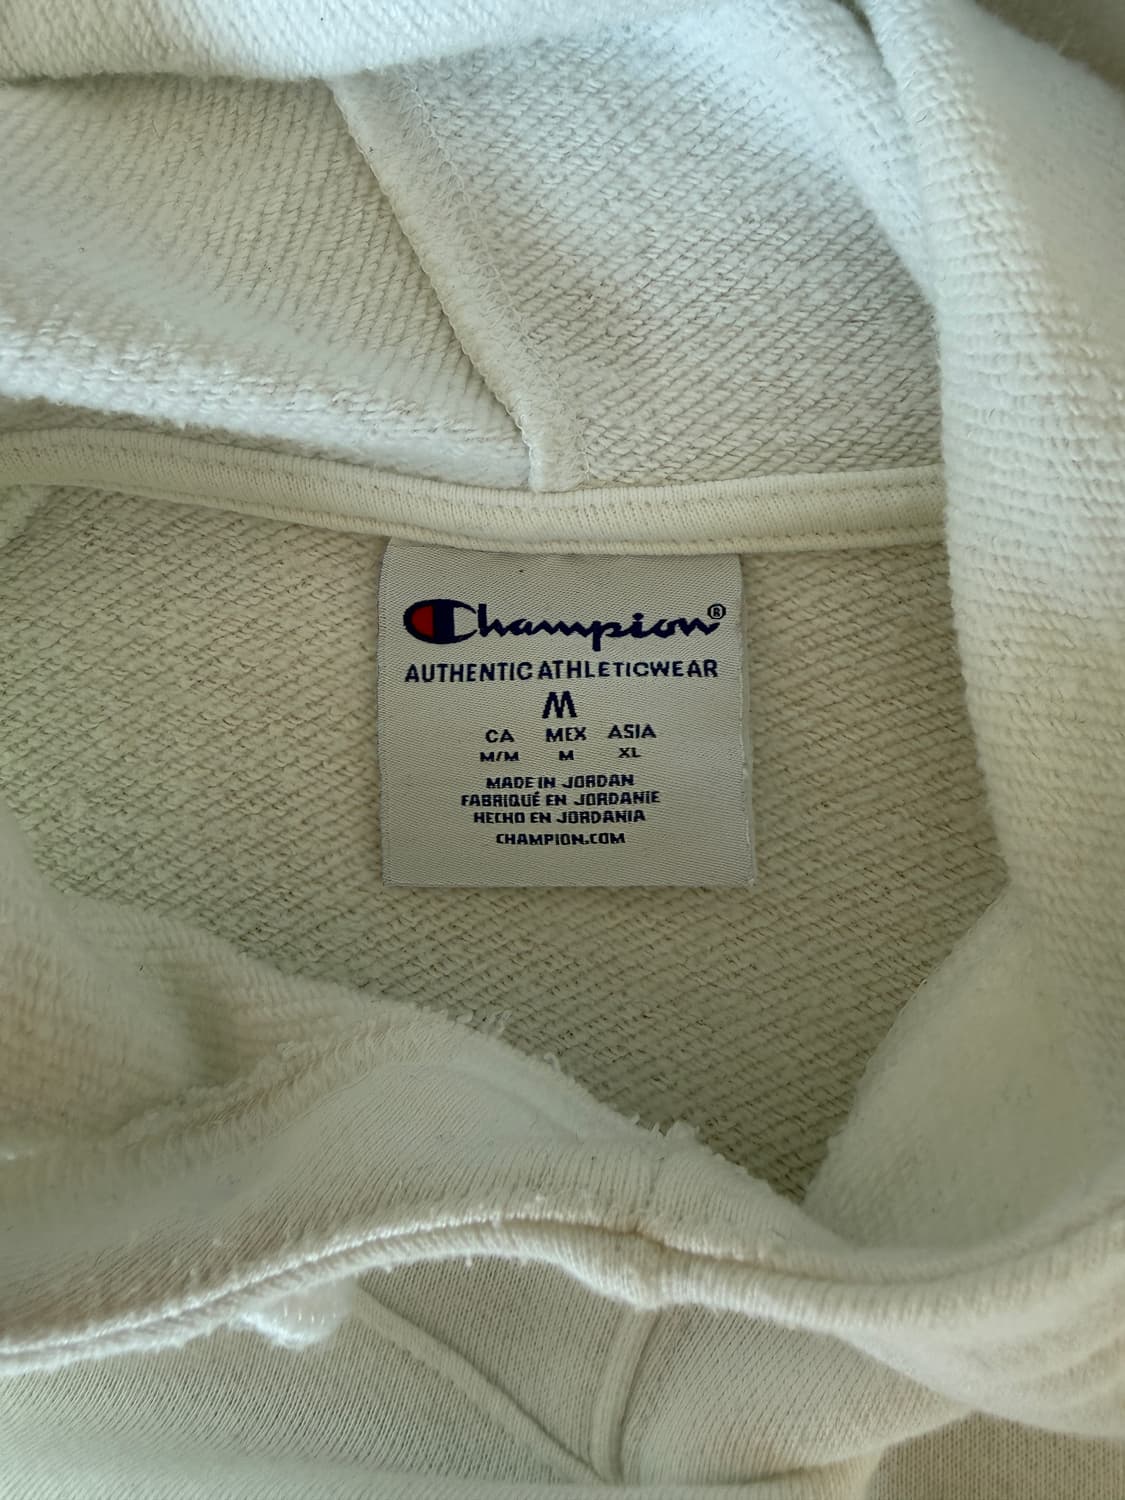 Champion®
AUTHENTIC ATHLETICWEAR
M
CA MEX ASIA
M/M M XL
MADE IN JORDAN
FABRIQUÉ EN JORDANIE
HECHO EN JORDANIA
CHAMPION.COM